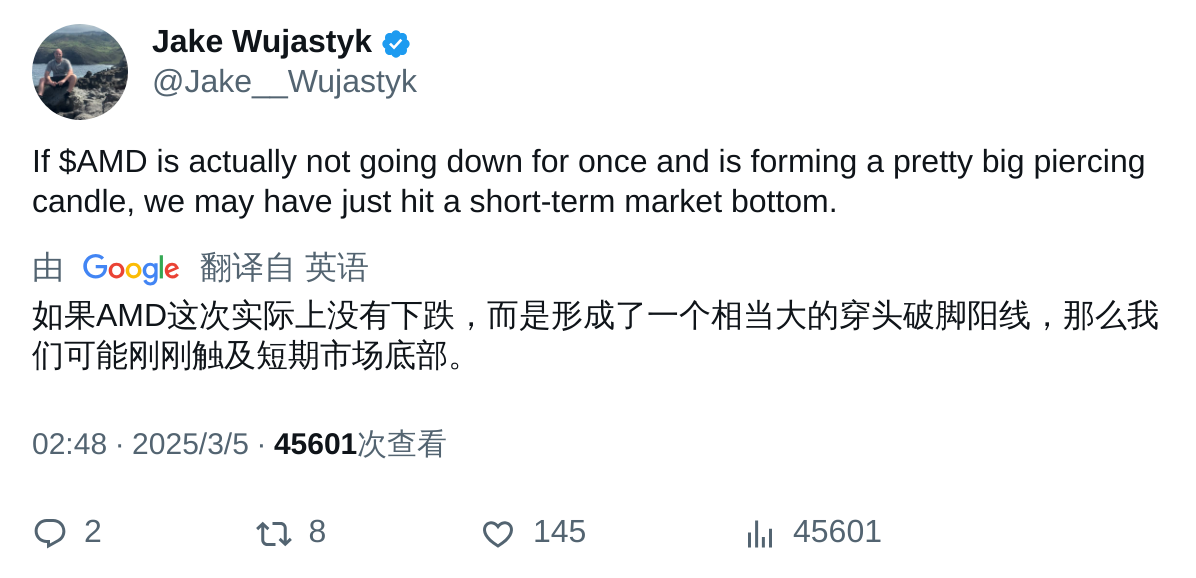 Jake Wujastyk
@Jake__Wujastyk
If $AMD is actually not going down for once and is forming a pretty big piercing
candle, we may have just hit a short-term market bottom.
由 Google 翻译自 英语
如果AMD这次实际上没有下跌，而是形成了一个相当大的穿头破脚阳线，那么我
们可能刚刚触及短期市场底部。
02:48 · 2025/3/5 · 45601次查看
2 8 145 45601